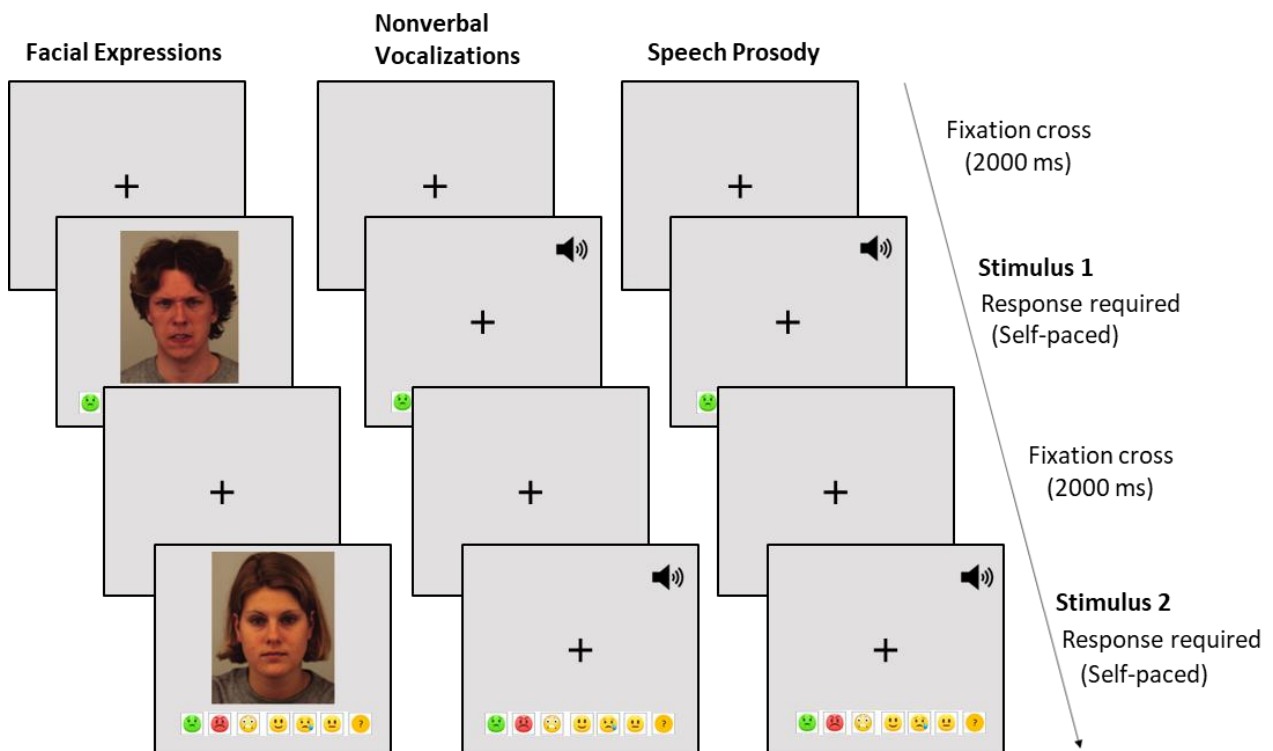 Facial Expressions
Nonverbal
Vocalizations
Speech Prosody
Fixation cross
(2000 ms)
Stimulus 1
Response required
(Self-paced)
Fixation cross
(2000 ms)
Stimulus 2
Response required
(Self-paced)
?
?
?